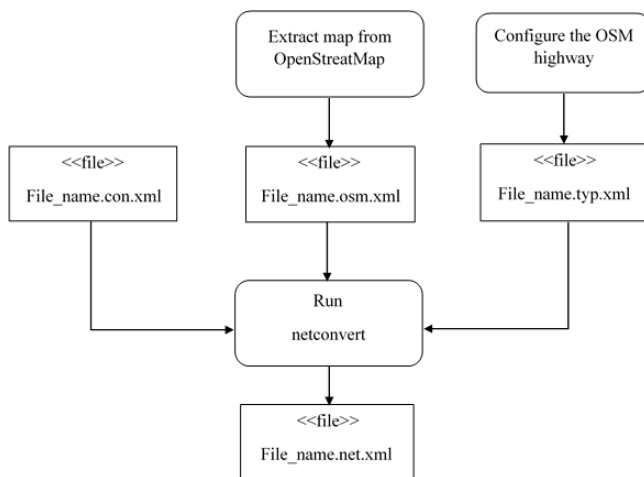 Extract map from
OpenStreatMap
Configure the OSM
highway
<<file>>
File_name.con.xml
<<file>>
File_name.osm.xml
<<file>>
File_name.typ.xml
Run
netconvert
<<file>>
File_name.net.xml